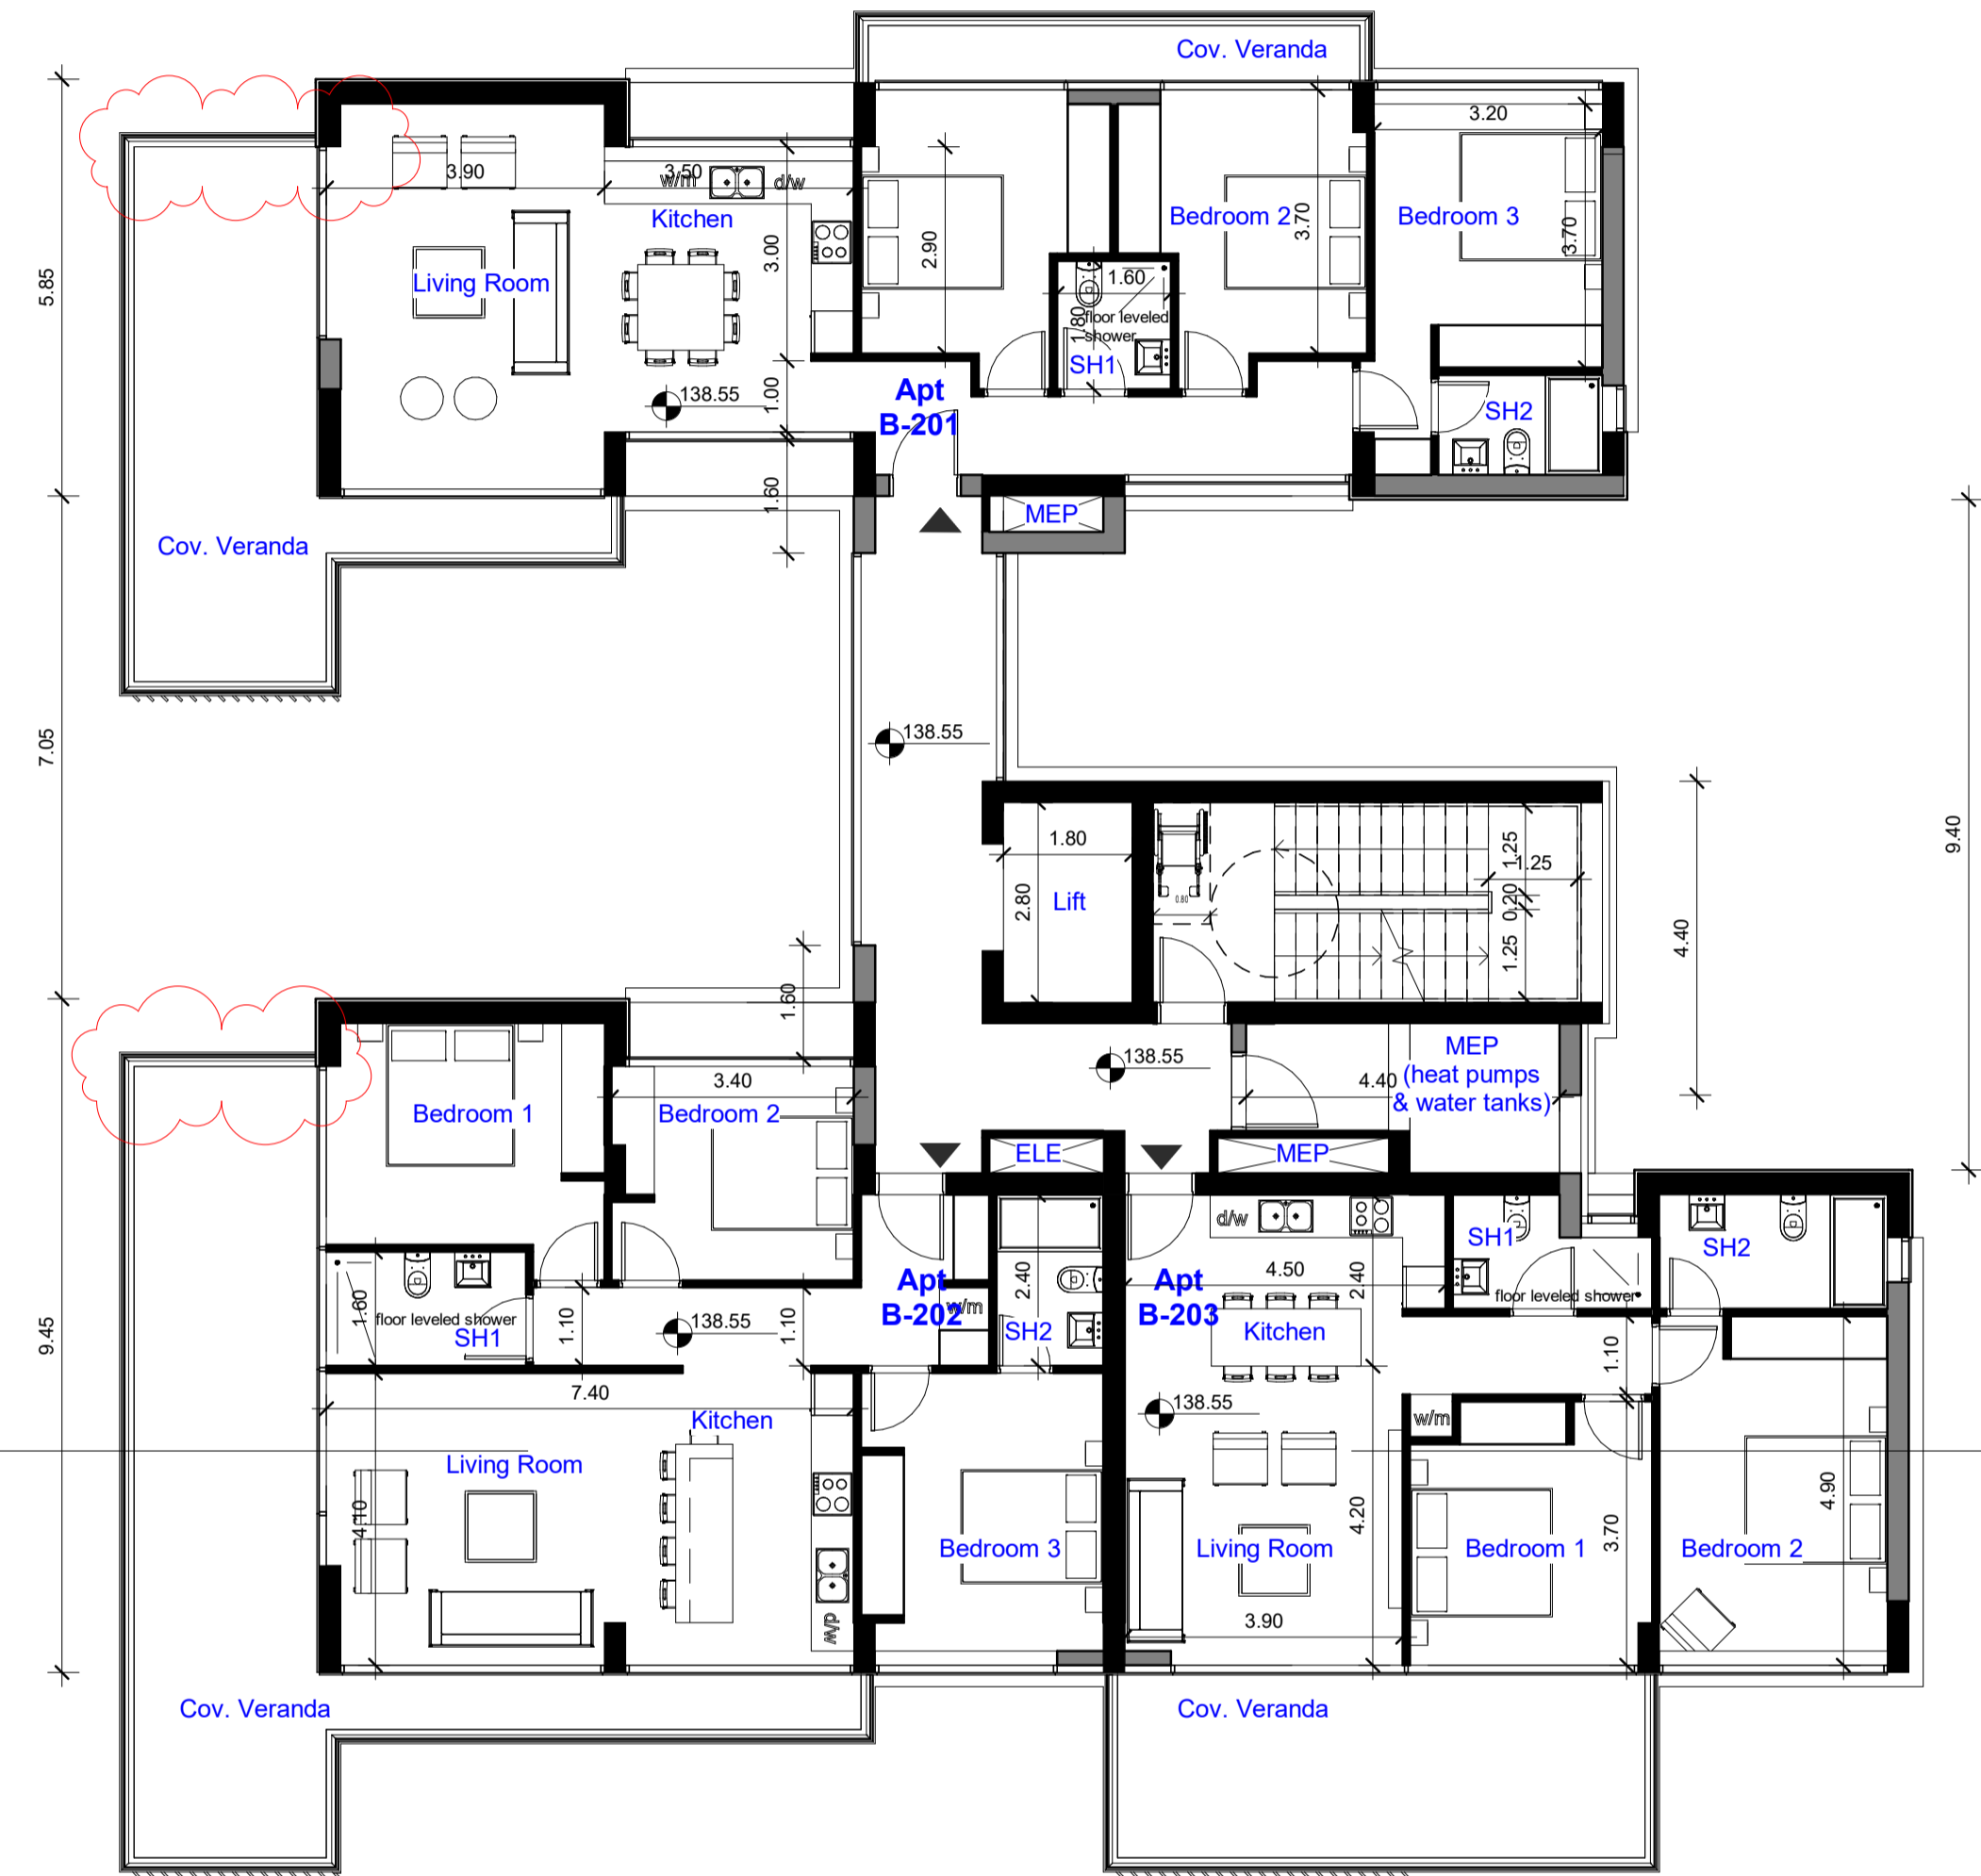 Cov. Veranda
3.20
3.90
3.50
w/m
d/w
Kitchen
Bedroom 2
3.70
Bedroom 3
3.70
2.90
3.00
Living Room
1.60
floor leveled
shower
1.80
SH1
5.85
138.55
1.00
Apt
B-201
SH2
1.60
MEP
Cov. Veranda
7.05
138.55
1.80
2.80
Lift
0.80
1.25
1.25
0.20
1.25
4.40
9.40
1.60
138.55
MEP
(heat pumps
& water tanks)
4.40
3.40
Bedroom 1
Bedroom 2
ELE
MEP
d/w
SH1
SH2
4.50
2.40
2.40
Apt
B-202
w/m
Apt
B-203
1.60
floor leveled shower
SH1
1.10
138.55
1.10
SH2
Kitchen
floor leveled shower
1.10
9.45
7.40
Kitchen
138.55
w/m
Living Room
4.10
4.20
4.90
Bedroom 3
Living Room
Bedroom 1
3.70
Bedroom 2
d/w
3.90
Cov. Veranda
Cov. Veranda